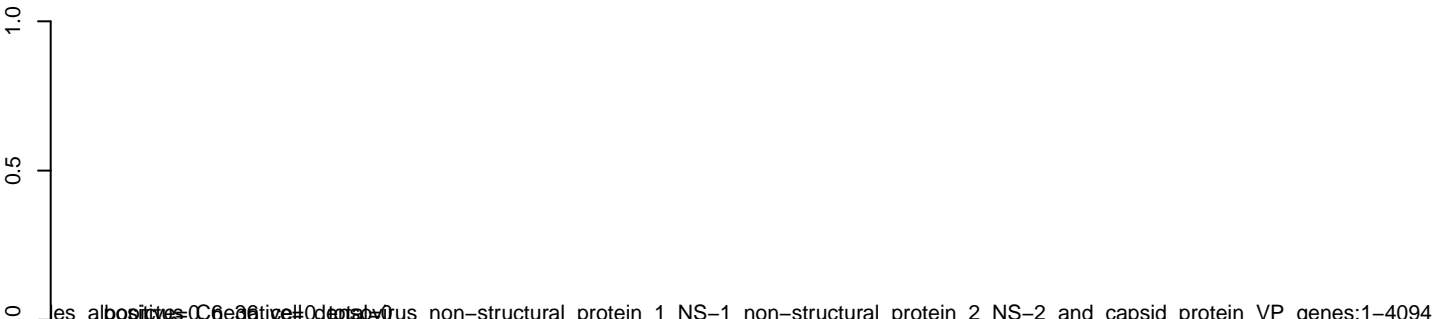 1.0
0.5
0
les non−structural protein 1 NS−1 non−structural protein 2 NS−2 and capsid protein VP genes:1−4094